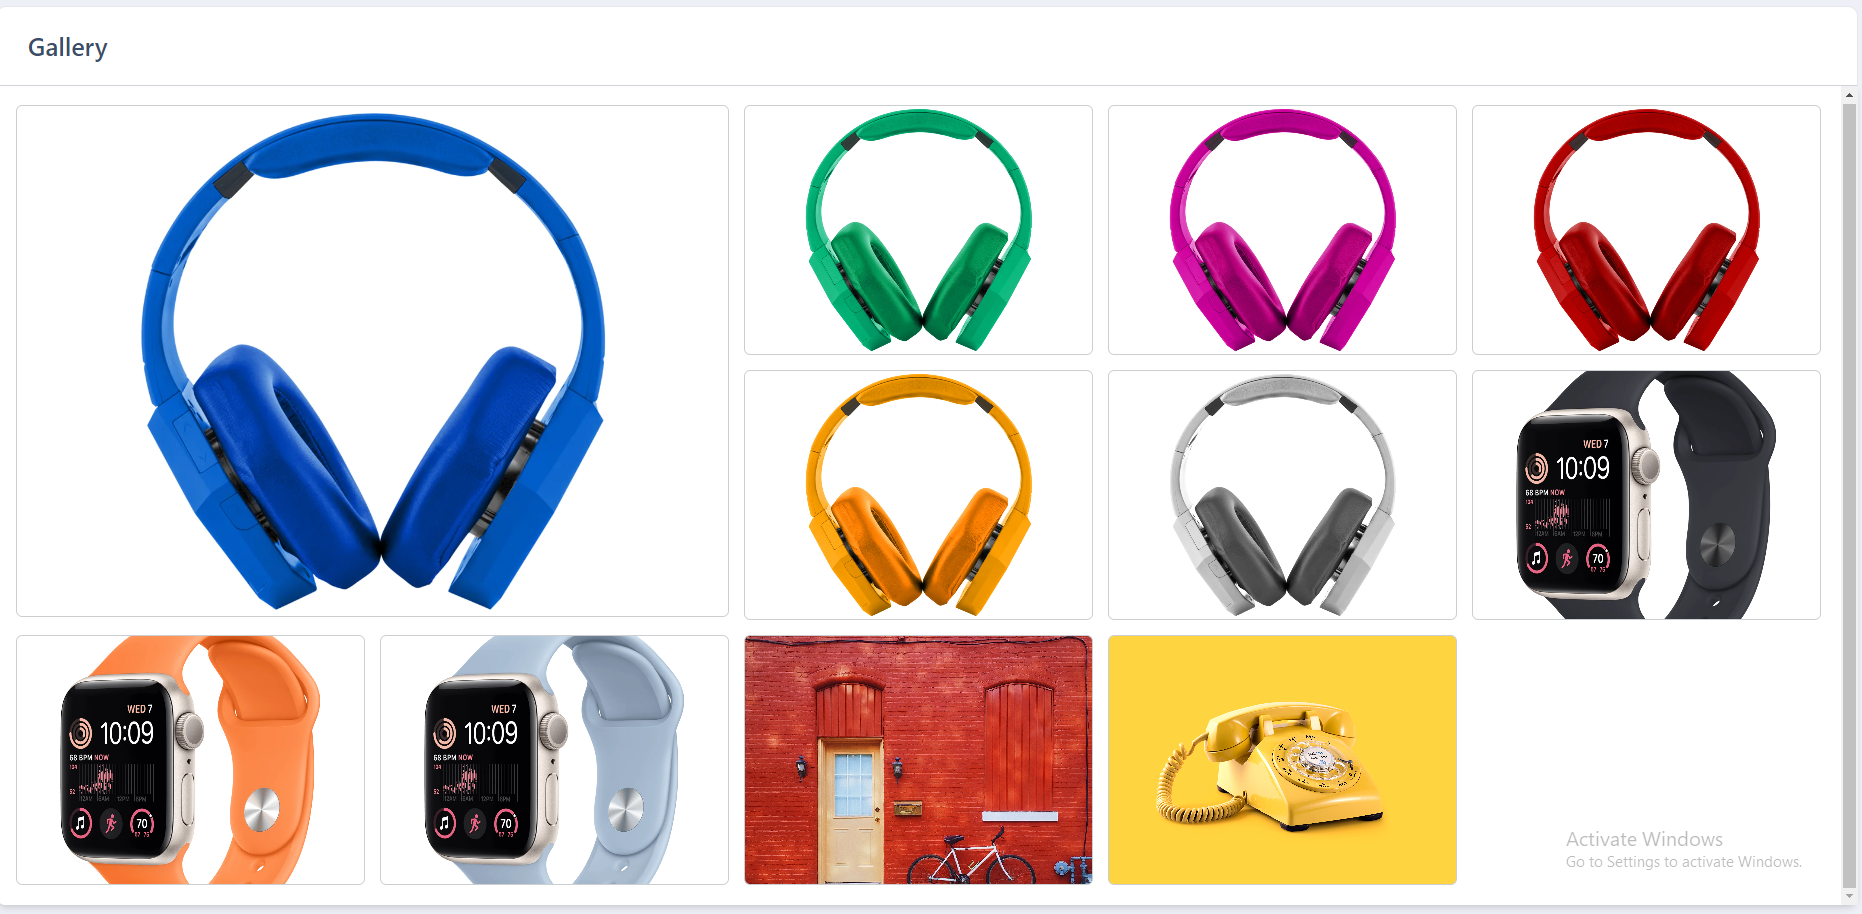 Gallery
WED 7
10:09
68 BPM NOW
70
WED 7
10:09
68 BPM NOW
70
WED 7
10:09
68 BPM NOW
70
Activate Windows
Go to Settings to activate Windows.